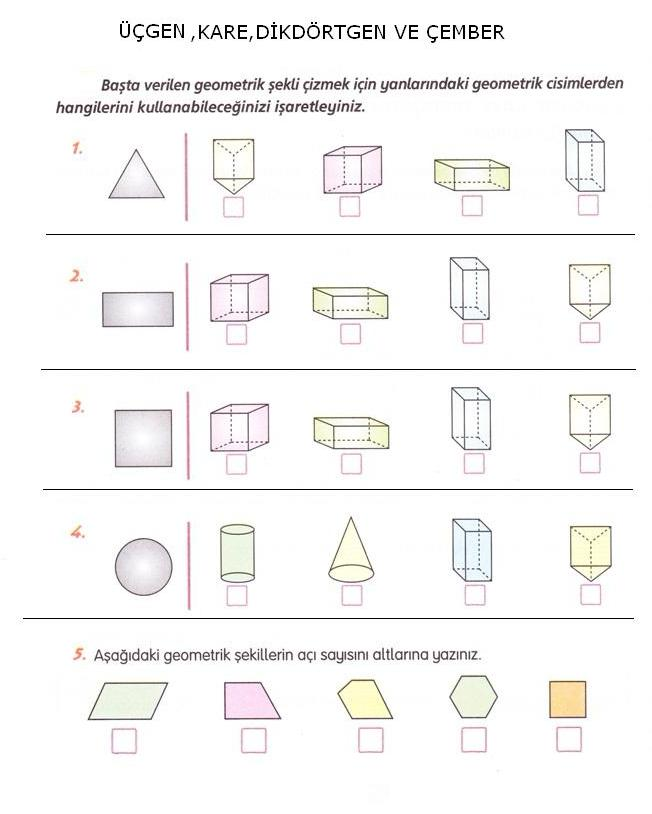 ÜÇGEN ,KARE,DİKDÖRTGEN VE ÇEMBER
Başta verilen geometrik şekli çizmek için yanlarındaki geometrik cisimlerden
hangilerini kullanabileceğinizi işaretleyiniz.
1.
2.
3.
4.
5. Aşağıdaki geometrik şekillerin açı sayısını altlarına yazınız.